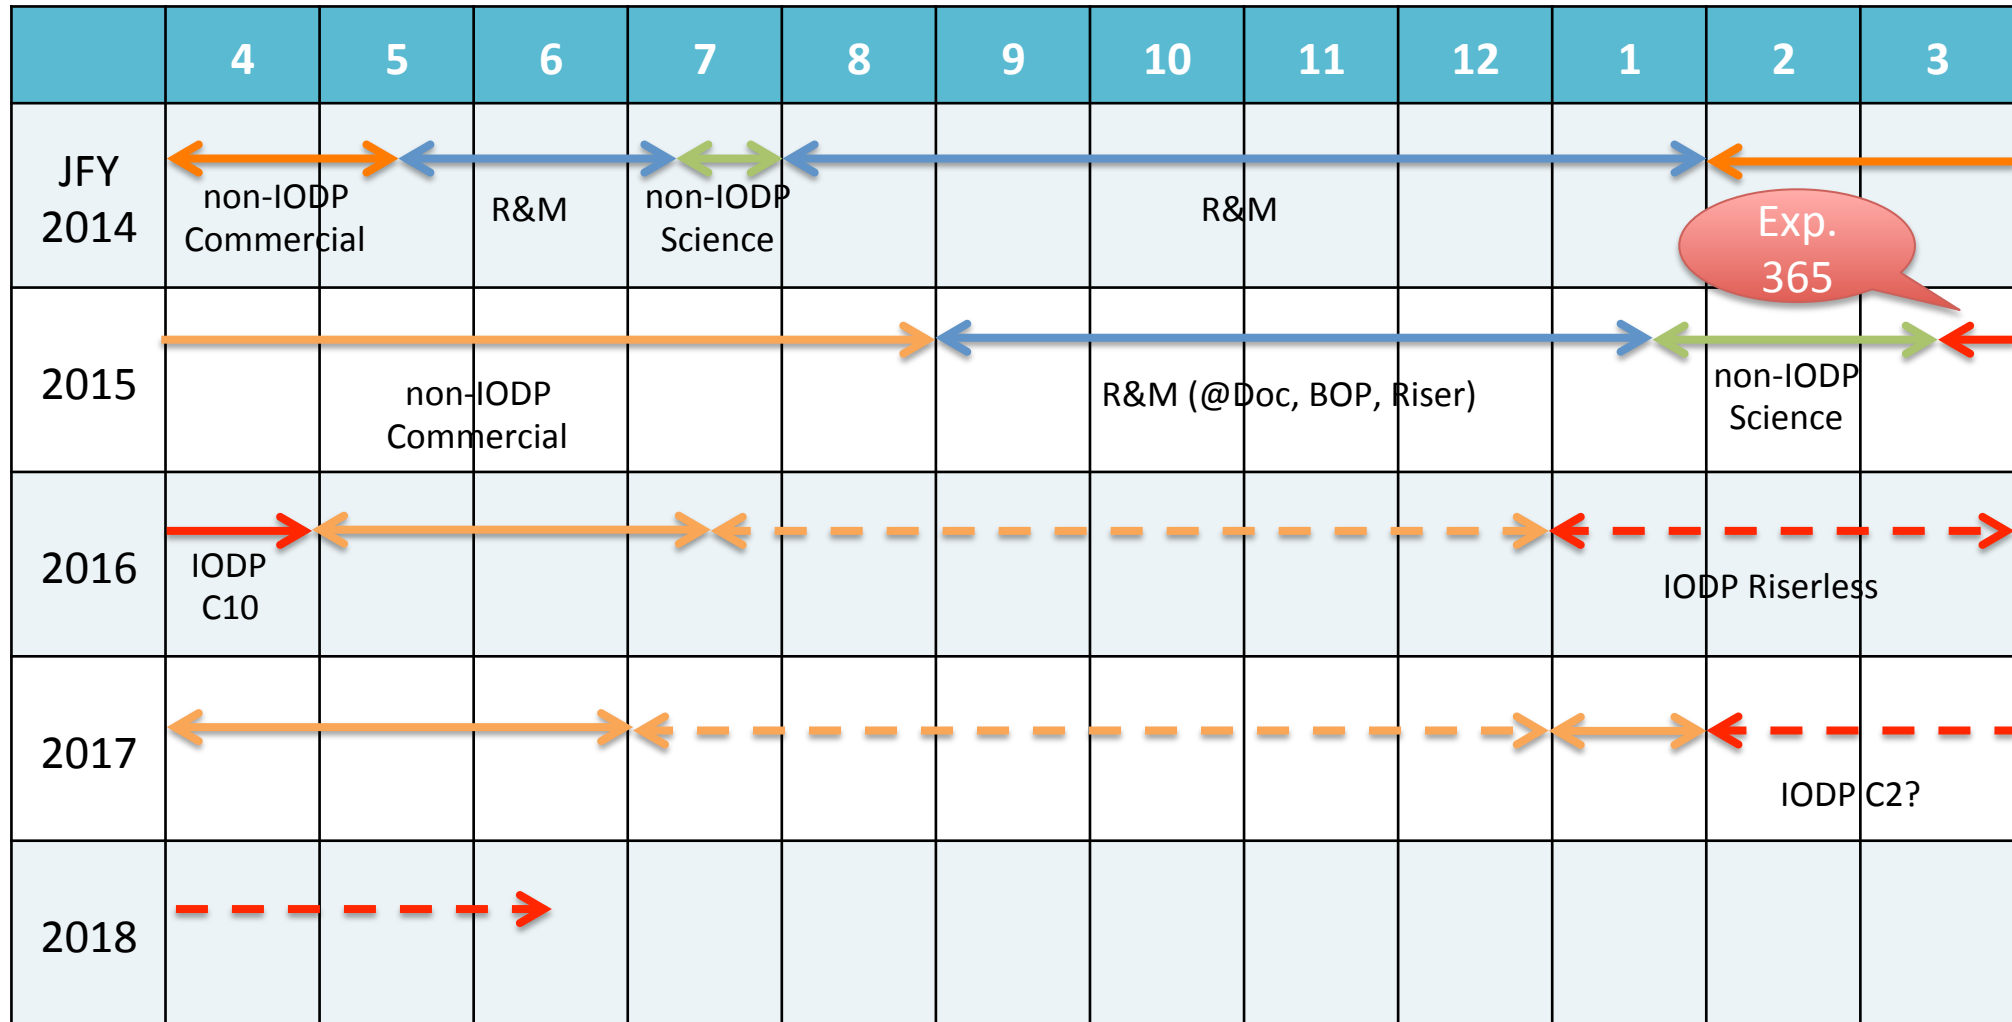 4 5 6 7 8 9 10 11 12 1 2 3
JFY
2014
non-IODP
Commercial
R&M
non-IODP
Science
R&M
Exp.
365
2015
non-IODP
Commercial
R&M (@Doc, BOP, Riser)
non-IODP
Science
2016
IODP
C10
IODP Riserless
2017
IODP C2?
2018